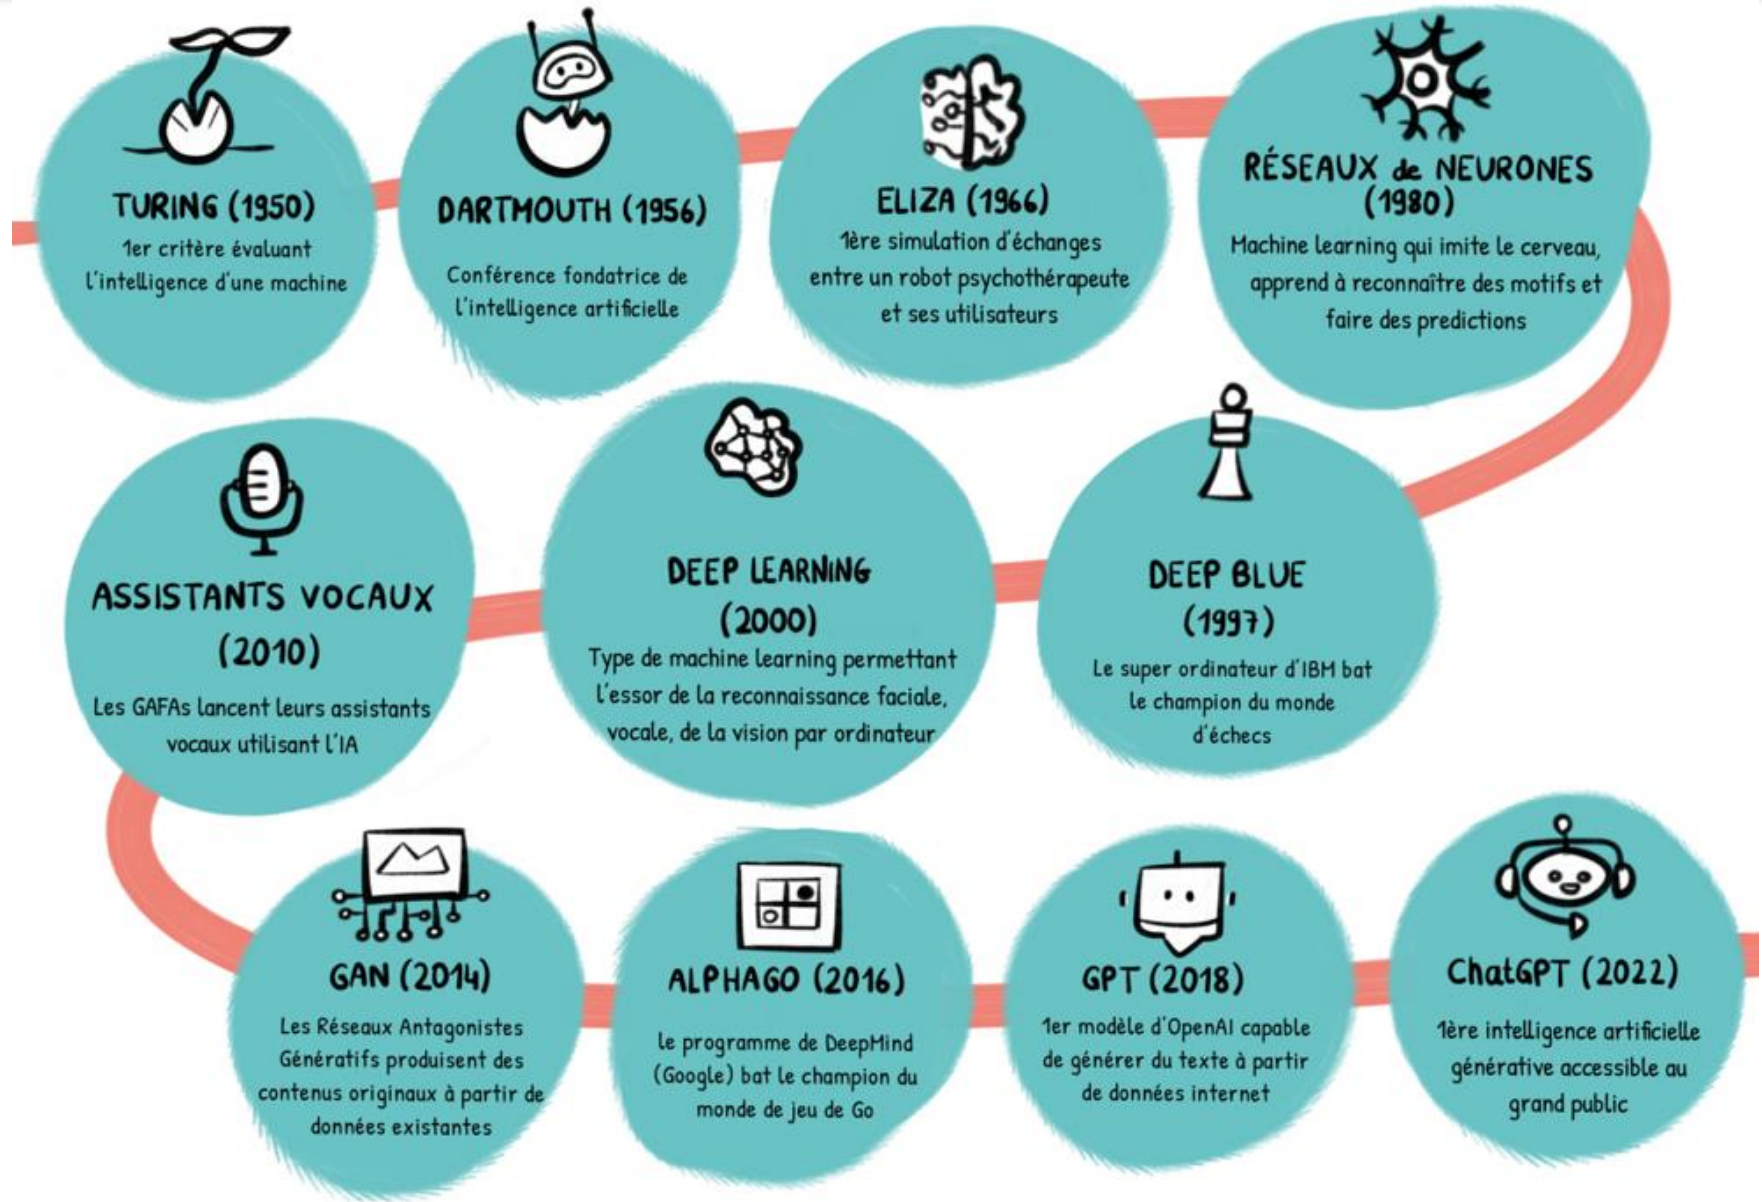 TURING (1950)
1er critère évaluant
l'intelligence d'une machine
DARTMOUTH (1956)
Conférence fondatrice de
l'intelligence artificielle
ELIZA (1966)
1ère simulation d'échanges
entre un robot psychothérapeute
et ses utilisateurs
RÉSEAUX de NEURONES
(1980)
Machine learning qui imite le cerveau,
apprend à reconnaître des motifs et
faire des predictions
DEEP BLUE
(1997)
Le super ordinateur d'IBM bat
le champion du monde
d'échecs
DEEP LEARNING
(2000)
Type de machine learning permettant
l'essor de la reconnaissance faciale,
vocale, de la vision par ordinateur
ASSISTANTS VOCAUX
(2010)
Les GAFAs lancent leurs assistants
vocaux utilisant l'IA
GAN (2014)
Les Réseaux Antagonistes
Génératifs produisent des
contenus originaux à partir de
données existantes
ALPHAGO (2016)
le programme de DeepMind
(Google) bat le champion du
monde de jeu de Go
GPT (2018)
1er modèle d'OpenAI capable
de générer du texte à partir
de données internet
ChatGPT (2022)
1ère intelligence artificielle
générative accessible au
grand public